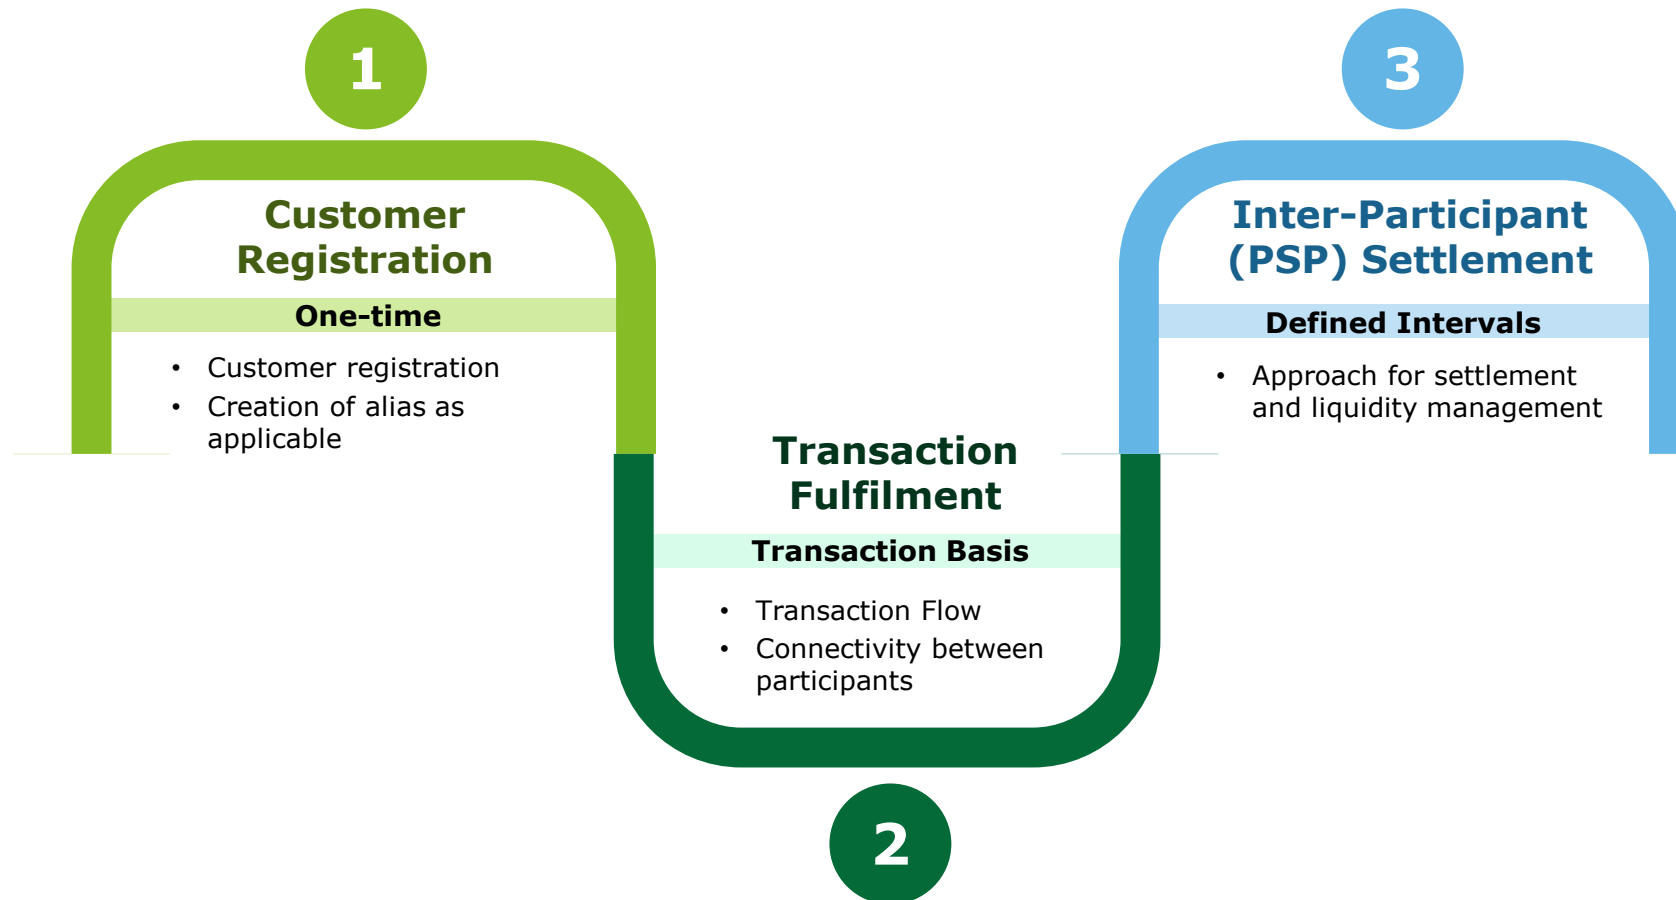 1
Customer
Registration
One-time
• Customer registration
• Creation of alias as
applicable
2
Transaction
Fulfilment
Transaction Basis
• Transaction Flow
• Connectivity between
participants
3
Inter-Participant
(PSP) Settlement
Defined Intervals
• Approach for settlement
and liquidity management